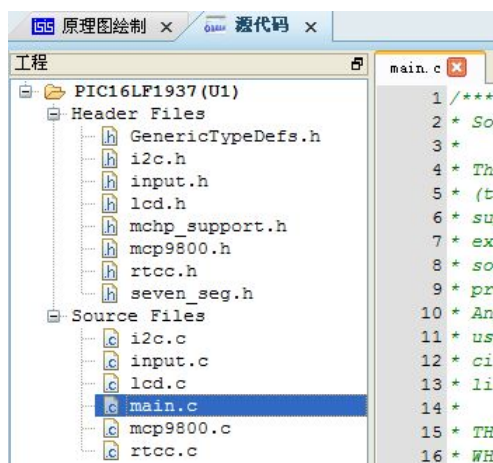 ISIS 原理图绘制 × 源代码 ×
工程
main.c
PIC16LF1937(U1)
Header Files
GenericTypeDefs.h
i2c.h
input.h
lcd.h
mchp_support.h
mcp9800.h
rtcc.h
seven_seg.h
Source Files
i2c.c
input.c
lcd.c
main.c
mcp9800.c
rtcc.c
1 /***
2 * So
3 *
4 * Th
5 * (t
6 * su
7 * ex
8 * so
9 * pr
10 * An
11 * us
12 * ci
13 * li
14 *
15 * TH
16 * WH